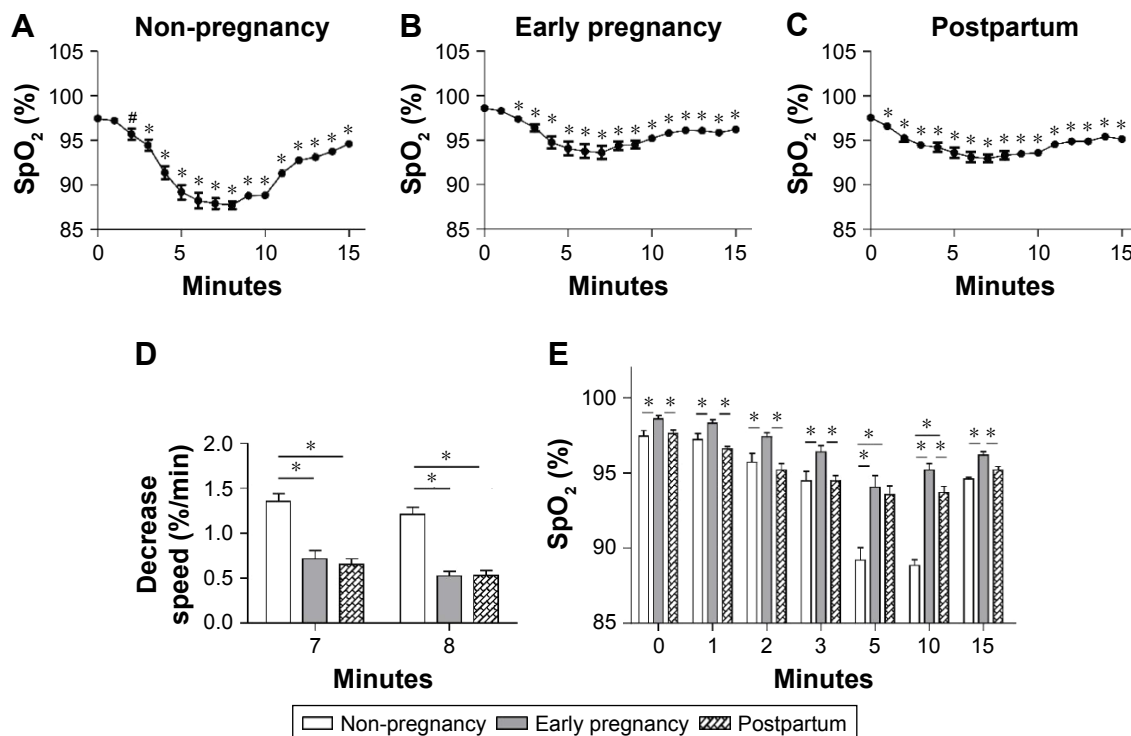 A Non-pregnancy
105
100
95
90
85
SpO2 (%)
# * * * * * * * * * * * * *
0 5 10 15
Minutes
B Early pregnancy
105
100
95
90
85
SpO2 (%)
* * * * * * * * * * * * * *
0 5 10 15
Minutes
C Postpartum
105
100
95
90
85
SpO2 (%)
* * * * * * * * * * * * * * *
0 5 10 15
Minutes
D
2.0
1.5
1.0
0.5
0.0
Decrease
speed (%/min)
* * * *
7 8
Minutes
E
100
95
90
85
SpO2 (%)
* * * * * * * * * * * * * * *
0 1 2 3 5 10 15
Minutes
Non-pregnancy Early pregnancy Postpartum